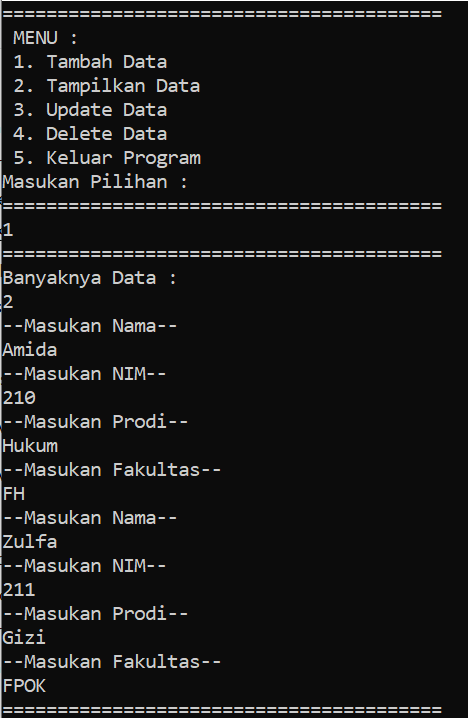 ========================================
MENU :
1. Tambah Data
2. Tampilkan Data
3. Update Data
4. Delete Data
5. Keluar Program
Masukan Pilihan :
========================================
1
========================================
Banyaknya Data :
2
--Masukan Nama--
Amida
--Masukan NIM--
210
--Masukan Prodi--
Hukum
--Masukan Fakultas--
FH
--Masukan Nama--
Zulfa
--Masukan NIM--
211
--Masukan Prodi--
Gizi
--Masukan Fakultas--
FPOK
========================================